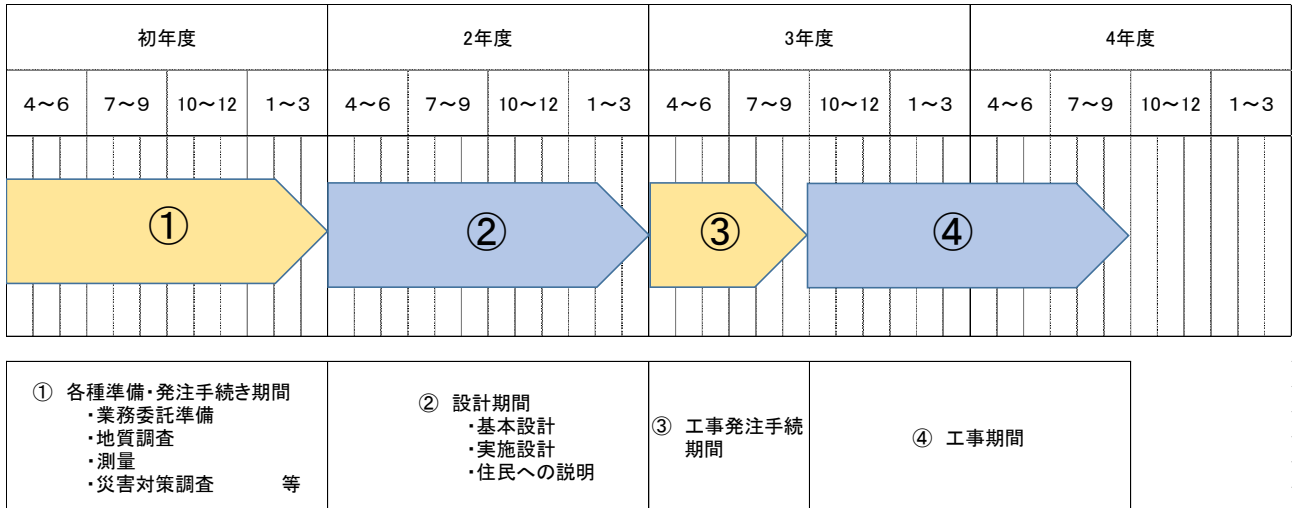 初年度 2年度 3年度 4年度
4～6 7～9 10～12 1～3 4～6 7～9 10～12 1～3 4～6 7～9 10～12 1～3 4～6 7～9 10～12 1～3
① ② ③ ④
① 各種準備・発注手続き期間
・業務委託準備
・地質調査
・測量
・災害対策調査 等
② 設計期間
・基本設計
・実施設計
・住民への説明
③ 工事発注手続
期間
④ 工事期間